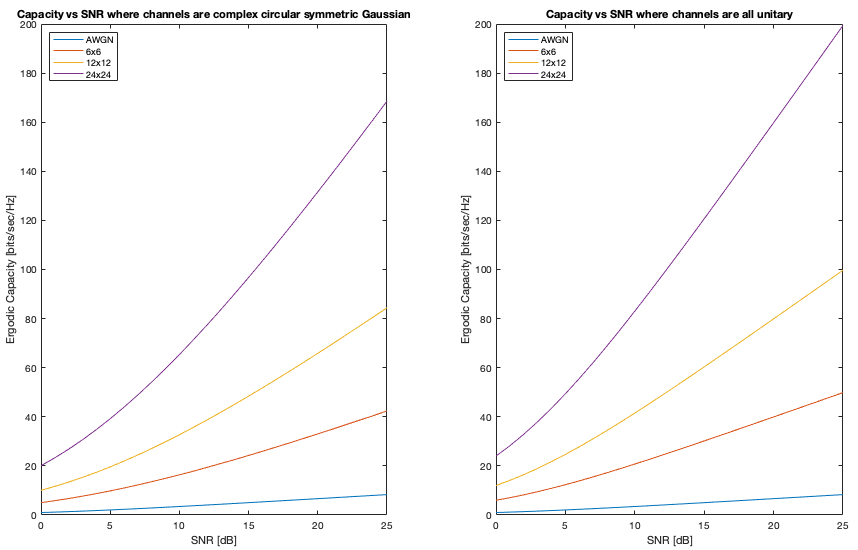 Capacity vs SNR where channels are complex circular symmetric Gaussian
200
180
160
140
120
100
80
60
40
20
0
Ergodic Capacity [bits/sec/Hz]
AWGN
6x6
12x12
24x24
0 5 10 15 20 25
SNR [dB]
Capacity vs SNR where channels are all unitary
200
180
160
140
120
100
80
60
40
20
0
Ergodic Capacity [bits/sec/Hz]
AWGN
6x6
12x12
24x24
0 5 10 15 20 25
SNR [dB]